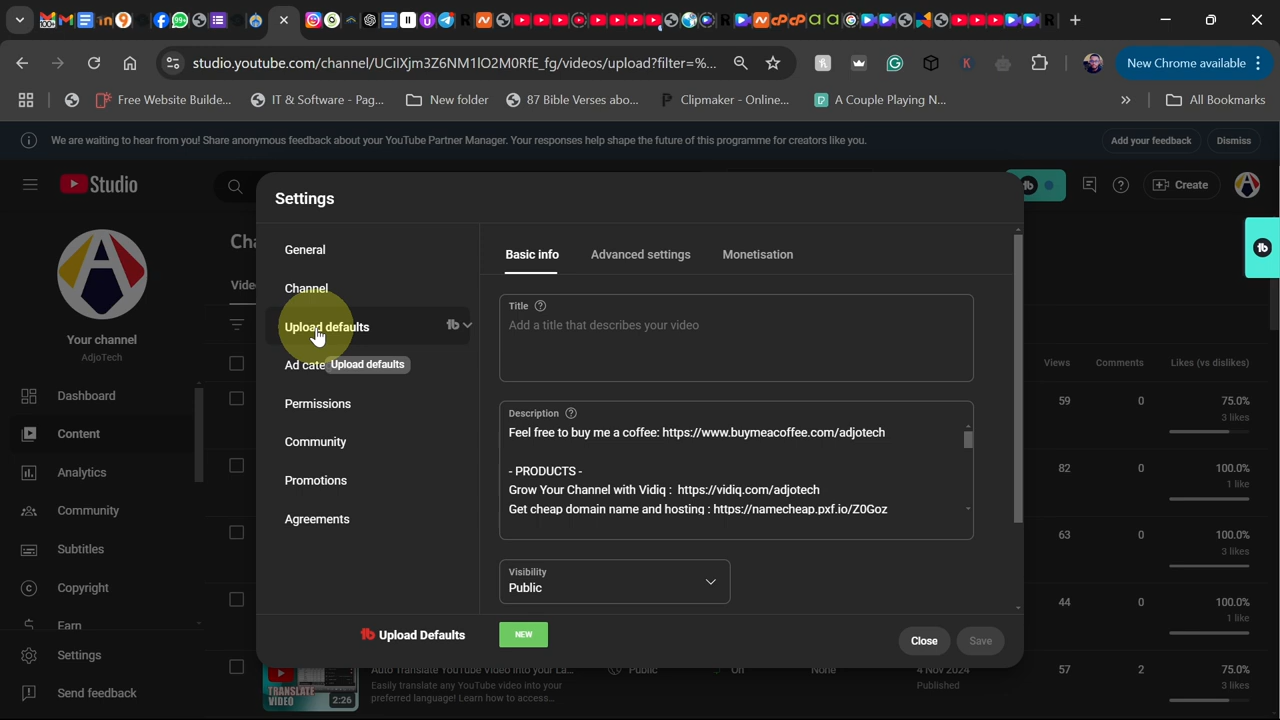 studio.youtube.com/channel/UCilXjm3Z6NM1IO2M0RfE_fg/videos/upload?filter=%...
New Chrome available
Free Website Builde...
IT & Software - Pag...
New folder
87 Bible Verses abo...
Clipmaker - Online...
A Couple Playing N...
All Bookmarks
We are waiting to hear from you! Share anonymous feedback about your YouTube Partner Manager. Your responses help shape the future of this programme for creators like you.
Add your feedback
Dismiss
Studio
Create
Your channel
AdjoTech
Dashboard
Content
Analytics
Community
Subtitles
Copyright
Earn
Settings
Send feedback
Settings
General
Channel
Upload defaults
Ad cate
Upload defaults
Permissions
Community
Promotions
Agreements
Basic info
Advanced settings
Monetisation
Title
Add a title that describes your video
Description
Feel free to buy me a coffee: https://www.buymeacoffee.com/adjotech
- PRODUCTS -
Grow Your Channel with Vidiq : https://vidiq.com/adjotech
Get cheap domain name and hosting : https://namecheap.pxf.io/Z0Goz
Visibility
Public
Upload Defaults
NEW
Close
Save
Views
Comments
Likes (vs dislikes)
59
0
75.0%
3 likes
82
0
100.0%
1 like
63
0
100.0%
3 likes
44
0
100.0%
1 like
57
2
75.0%
3 likes
TRANSLATE
VIDEO
2:26
Auto Translate YouTube Video into your La...
Easily translate any YouTube video into your
preferred language! Learn how to access...
Public
On
None
4 Nov 2024
Published